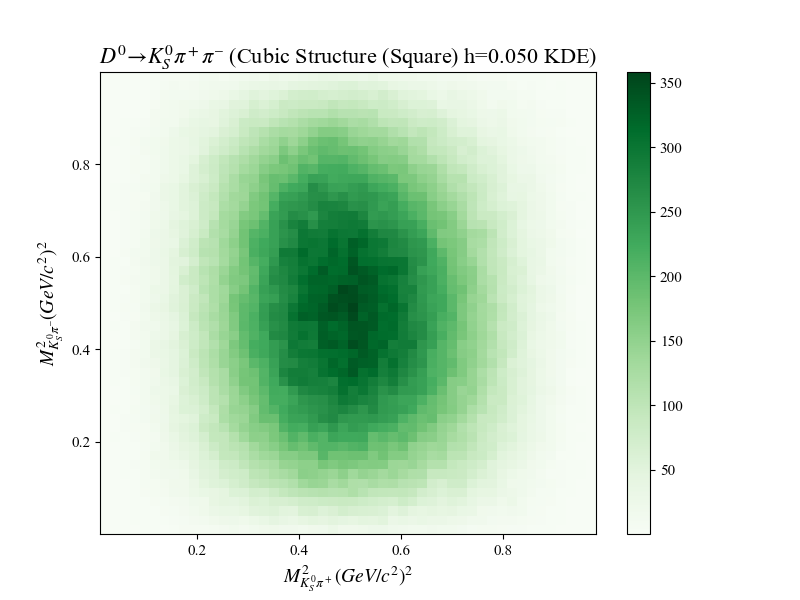 D⁰→K⁰_Sπ⁺π⁻ (Cubic Structure (Square) h=0.050 KDE)
350
300
250
200
150
100
50
0.8
0.6
0.4
0.2
M²_{K⁰_Sπ⁻}(GeV/c²)²
0.2 0.4 0.6 0.8
M²_{K⁰_Sπ⁺}(GeV/c²)²